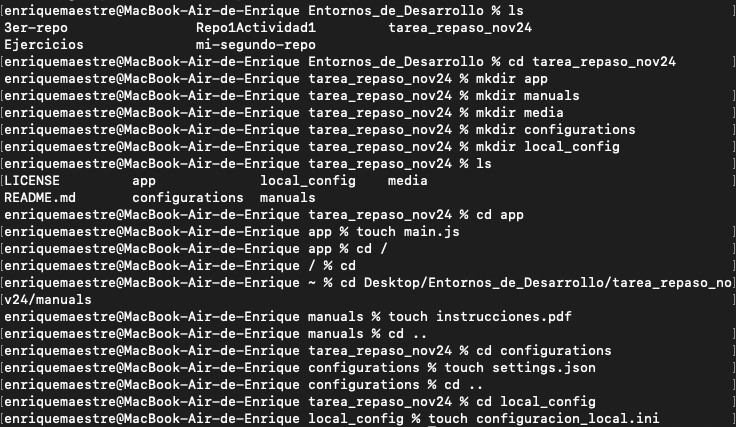 [enriquemaestre@MacBook-Air-de-Enrique Entornos_de_Desarrollo % ls ]
3er-repo Repo1Actividad1 tarea_repaso_nov24
Ejercicios mi-segundo-repo
[enriquemaestre@MacBook-Air-de-Enrique Entornos_de_Desarrollo % cd tarea_repaso_nov24 ]
enriquemaestre@MacBook-Air-de-Enrique tarea_repaso_nov24 % mkdir app
[enriquemaestre@MacBook-Air-de-Enrique tarea_repaso_nov24 % mkdir manuals ]
[enriquemaestre@MacBook-Air-de-Enrique tarea_repaso_nov24 % mkdir media ]
[enriquemaestre@MacBook-Air-de-Enrique tarea_repaso_nov24 % mkdir configurations ]
[enriquemaestre@MacBook-Air-de-Enrique tarea_repaso_nov24 % mkdir local_config ]
[enriquemaestre@MacBook-Air-de-Enrique tarea_repaso_nov24 % ls ]
[LICENSE app local_config media ]
README.md configurations manuals
enriquemaestre@MacBook-Air-de-Enrique tarea_repaso_nov24 % cd app
[enriquemaestre@MacBook-Air-de-Enrique app % touch main.js ]
[enriquemaestre@MacBook-Air-de-Enrique app % cd / ]
[enriquemaestre@MacBook-Air-de-Enrique / % cd ]
[enriquemaestre@MacBook-Air-de-Enrique ~ % cd Desktop/Entornos_de_Desarrollo/tarea_repaso_no]
[v24/manuals ]
enriquemaestre@MacBook-Air-de-Enrique manuals % touch instrucciones.pdf
[enriquemaestre@MacBook-Air-de-Enrique manuals % cd .. ]
[enriquemaestre@MacBook-Air-de-Enrique tarea_repaso_nov24 % cd configurations ]
[enriquemaestre@MacBook-Air-de-Enrique configurations % touch settings.json ]
[enriquemaestre@MacBook-Air-de-Enrique configurations % cd .. ]
[enriquemaestre@MacBook-Air-de-Enrique tarea_repaso_nov24 % cd local_config ]
[enriquemaestre@MacBook-Air-de-Enrique local_config % touch configuracion_local.ini ]